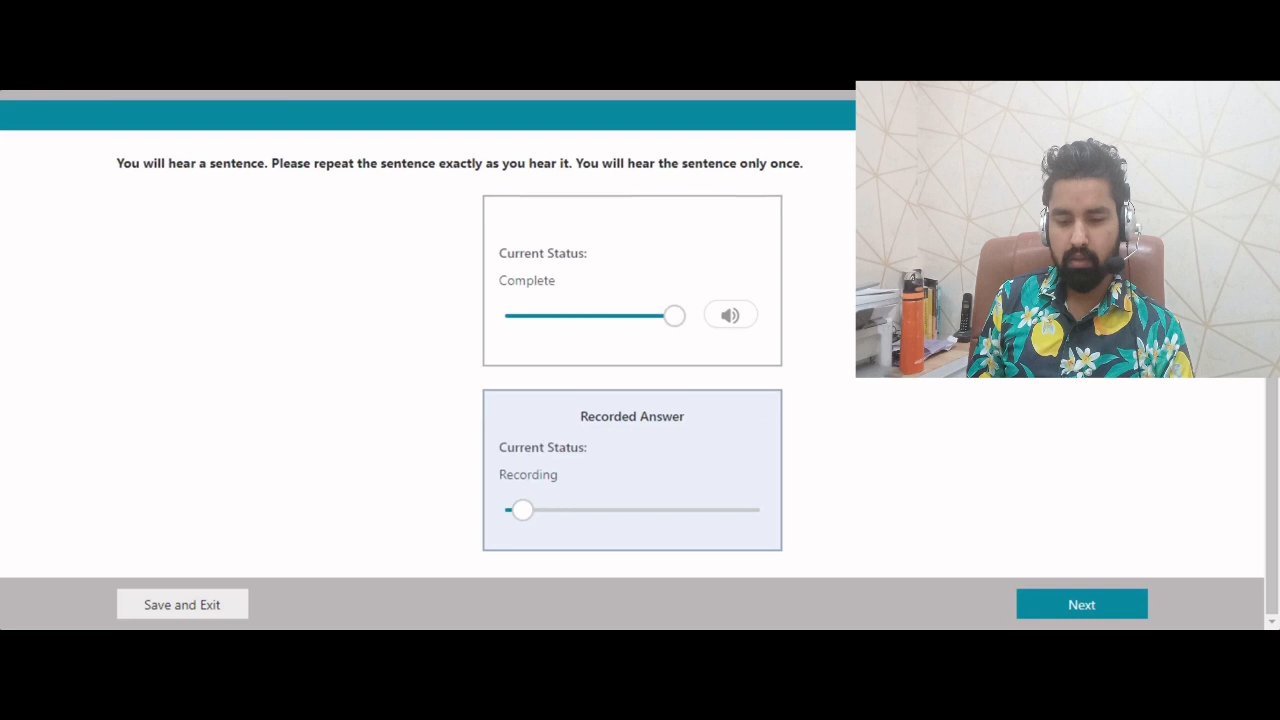 You will hear a sentence. Please repeat the sentence exactly as you hear it. You will hear the sentence only once.
Current Status:
Complete
Recorded Answer
Current Status:
Recording
Save and Exit
Next